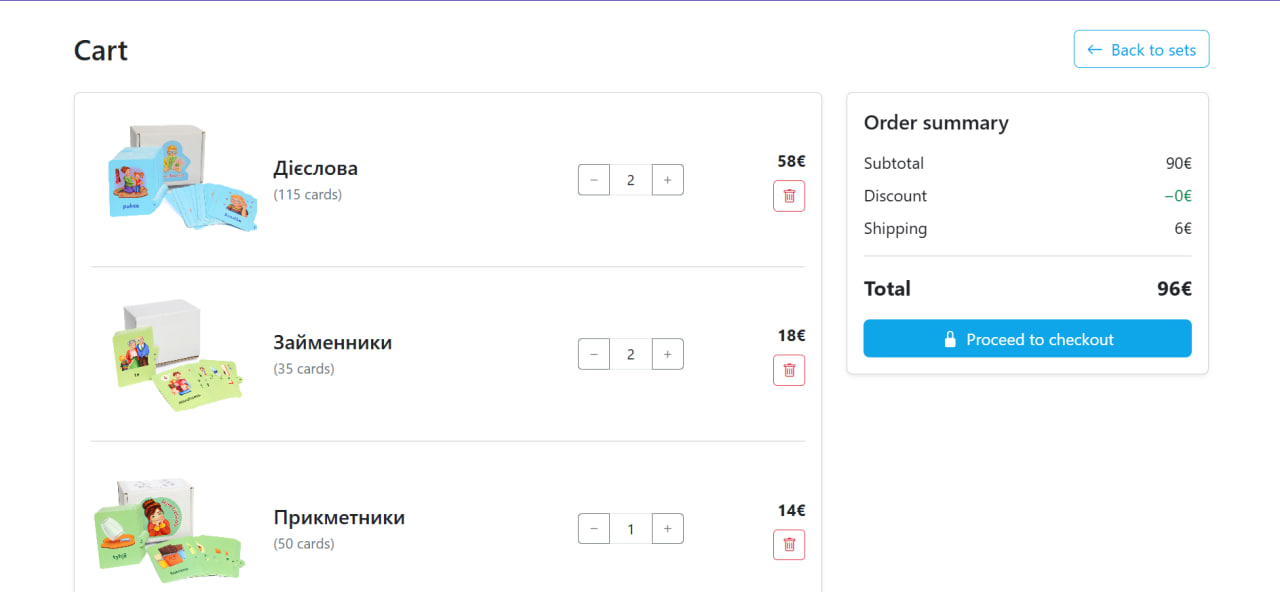 Cart
← Back to sets
Дієслова
(115 cards)
− 2 +
58€
Займенники
(35 cards)
− 2 +
18€
Прикметники
(50 cards)
− 1 +
14€
Order summary
Subtotal 90€
Discount −0€
Shipping 6€
Total 96€
Proceed to checkout